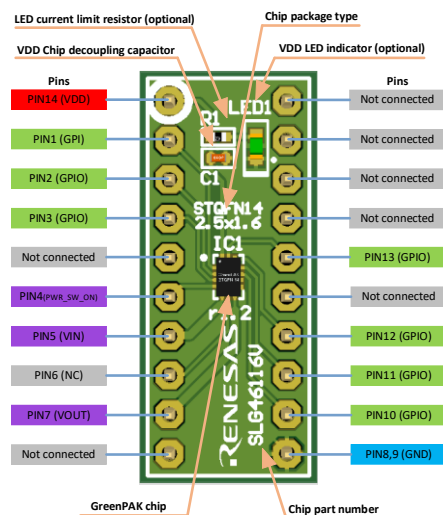 LED current limit resistor (optional)
Chip package type
VDD Chip decoupling capacitor
VDD LED indicator (optional)
Pins
Pins
PIN14 (VDD)
Not connected
PIN1 (GPI)
Not connected
PIN2 (GPIO)
Not connected
PIN3 (GPIO)
Not connected
Not connected
PIN13 (GPIO)
PIN4(PWR_SW_ON)
Not connected
PIN5 (VIN)
PIN12 (GPIO)
PIN6 (NC)
PIN11 (GPIO)
PIN7 (VOUT)
PIN10 (GPIO)
Not connected
PIN8,9 (GND)
LED1
R1
C1
STQFN14
2.5x1.6
IC1
RENESAS
SLG46116V
GreenPAK chip
Chip part number